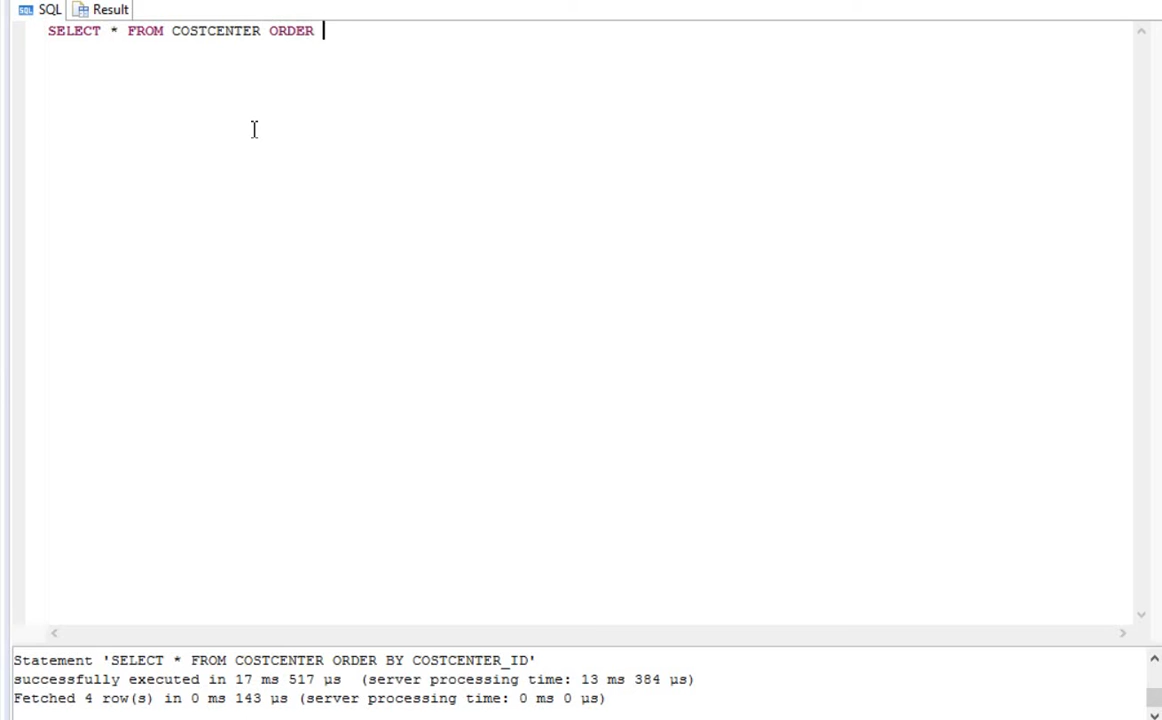 SQL Result
SELECT * FROM COSTCENTER ORDER
Statement 'SELECT * FROM COSTCENTER ORDER BY COSTCENTER_ID'
successfully executed in 17 ms 517 µs  (server processing time: 13 ms 384 µs)
Fetched 4 row(s) in 0 ms 143 µs (server processing time: 0 ms 0 µs)